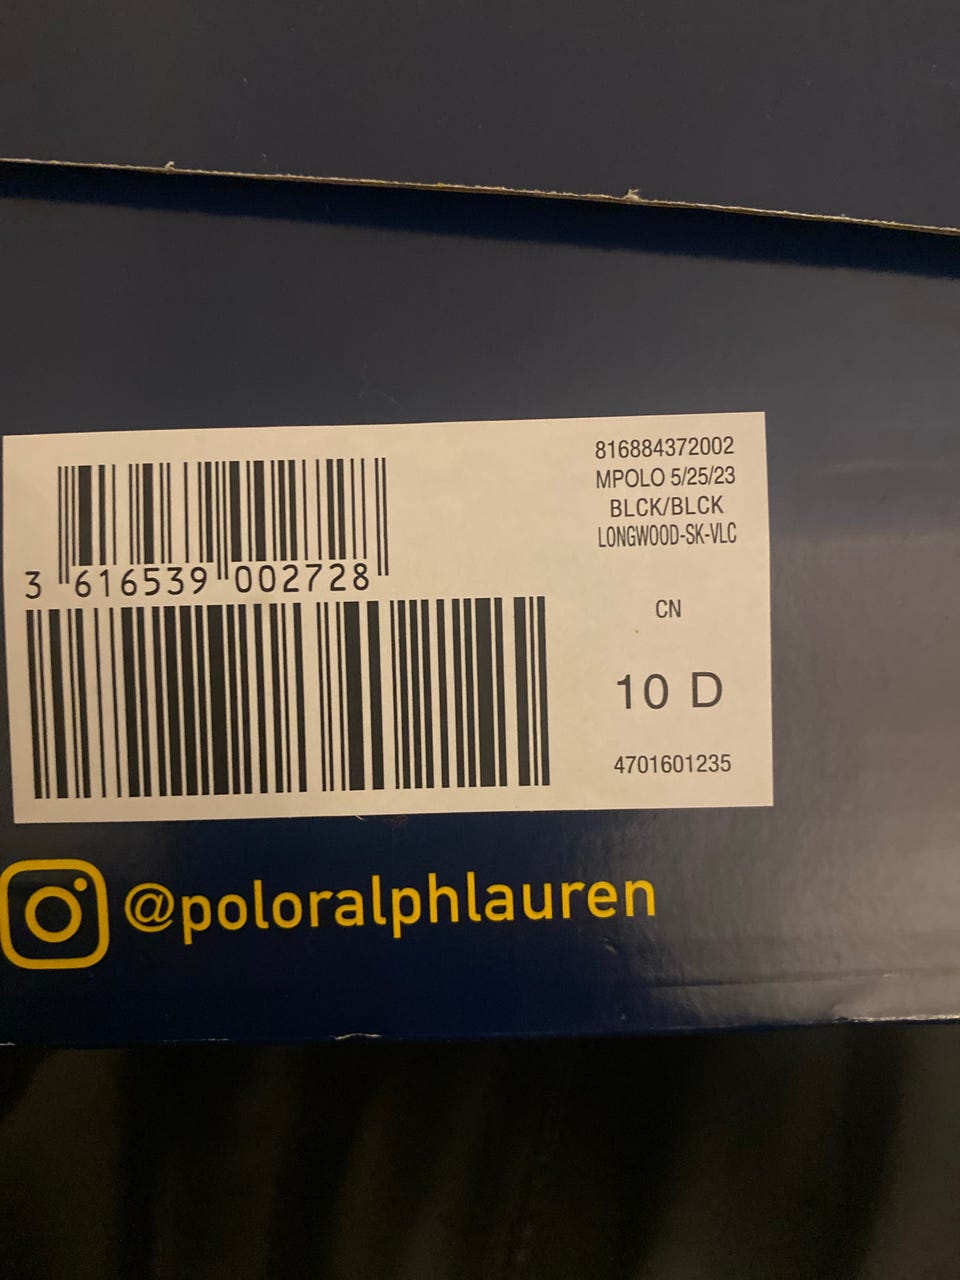 816884372002
MPOLO 5/25/23
BLCK/BLCK
LONGWOOD-SK-VLC
3 616539 002728
CN
10 D
4701601235
@poloralphlauren